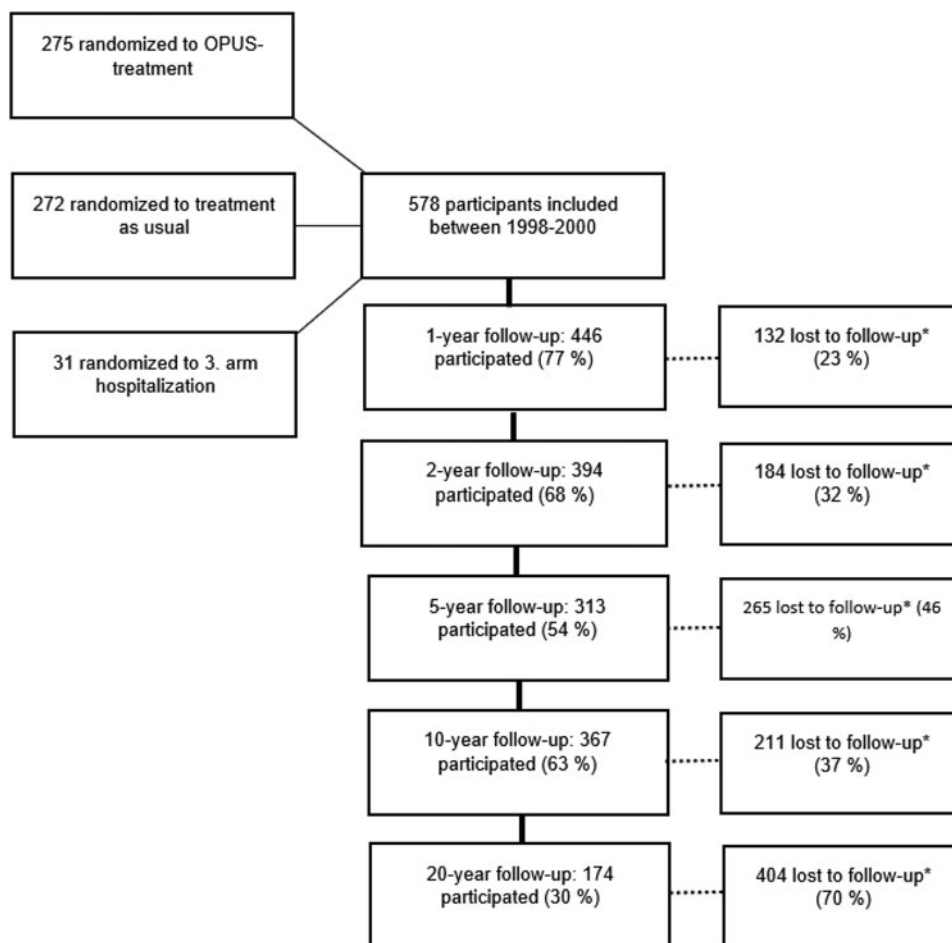 275 randomized to OPUS-
treatment
272 randomized to treatment
as usual
31 randomized to 3. arm
hospitalization
578 participants included
between 1998-2000
1-year follow-up: 446
participated (77 %)
132 lost to follow-up*
(23 %)
2-year follow-up: 394
participated (68 %)
184 lost to follow-up*
(32 %)
5-year follow-up: 313
participated (54 %)
265 lost to follow-up* (46
%)
10-year follow-up: 367
participated (63 %)
211 lost to follow-up*
(37 %)
20-year follow-up: 174
participated (30 %)
404 lost to follow-up*
(70 %)